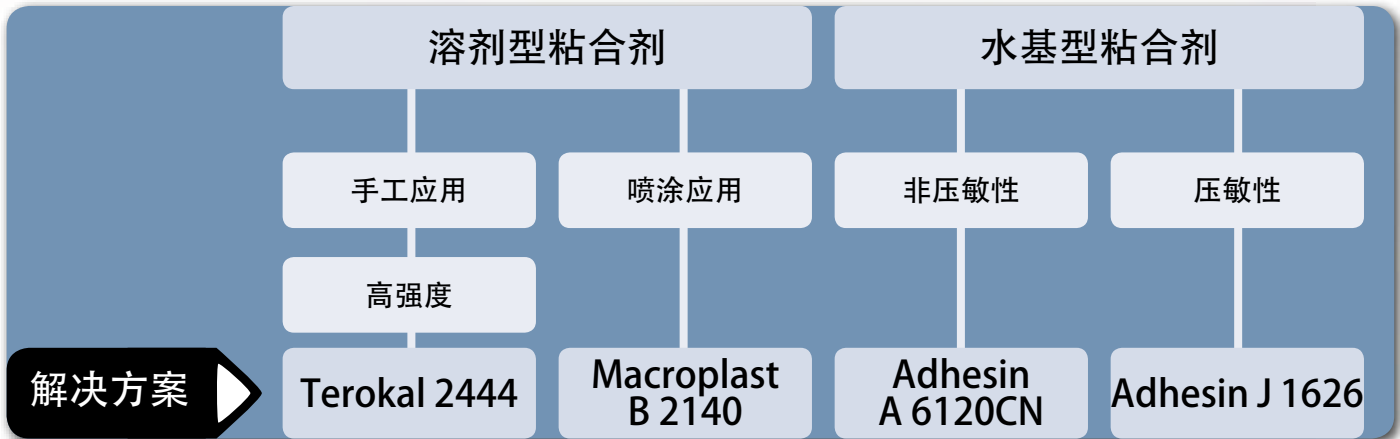 溶剂型粘合剂
水基型粘合剂
手工应用
喷涂应用
非压敏性
压敏性
高强度
解决方案
Terokal 2444
Macroplast
B 2140
Adhesin
A 6120CN
Adhesin J 1626